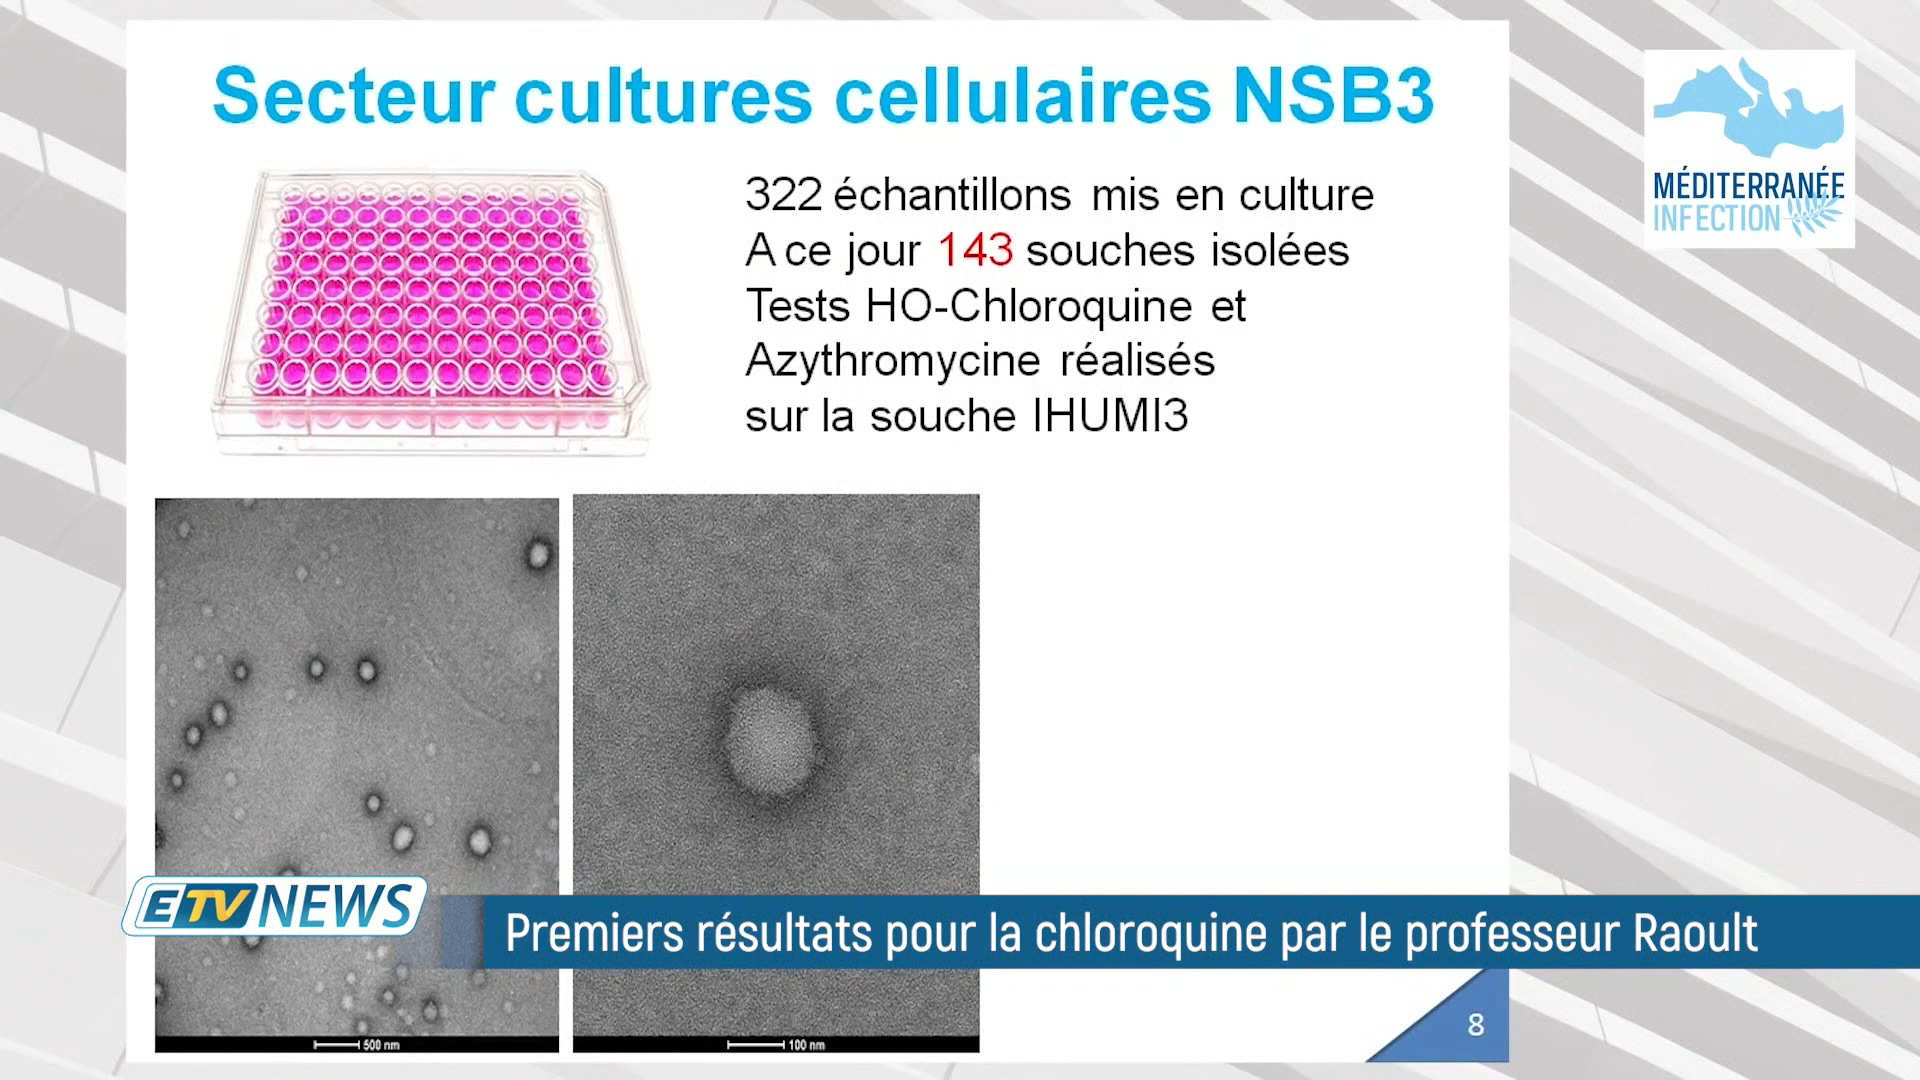 Secteur cultures cellulaires NSB3
322 échantillons mis en culture
A ce jour 143 souches isolées
Tests HO-Chloroquine et
Azythromycine réalisés
sur la souche IHUMI3
MÉDITERRANÉE
INFECTION
500 nm
100 nm
ETV NEWS
Premiers résultats pour la chloroquine par le professeur Raoult
8